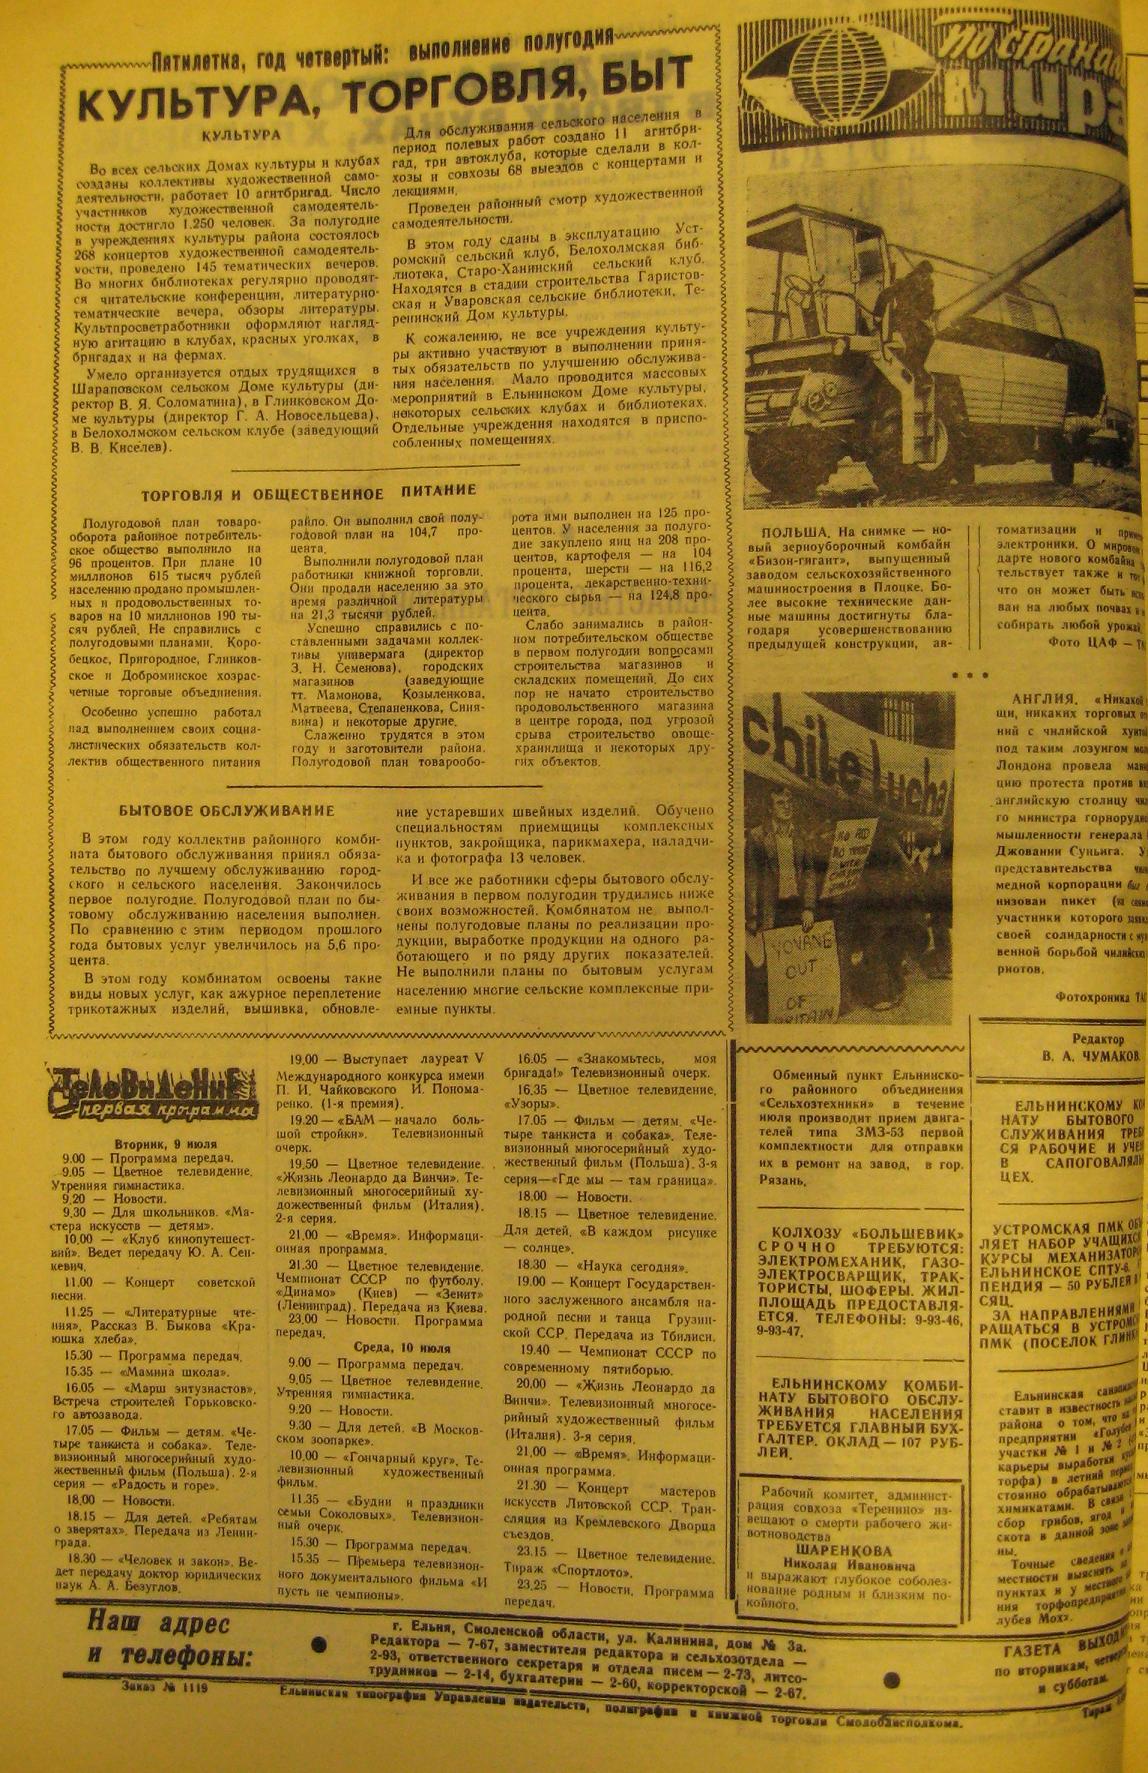 Пятилетка, год четвертый: выполнение полугодия
КУЛЬТУРА, ТОРГОВЛЯ, БЫТ
КУЛЬТУРА
Во всех сельских Домах культуры и клубах
созданы коллективы художественной само-
деятельности, работает 10 агитбригад. Число
участников художественной самодеятель-
ности достигло 1.250 человек. За полугодие
в учреждениях культуры района состоялось
268 концертов художественной самодеятель-
ности, проведено 145 тематических вечеров.
Во многих библиотеках регулярно проводят-
ся читательские конференции, литературно-
тематические вечера, обзоры литературы.
Культпросветработники оформляют нагляд-
ную агитацию в клубах, красных уголках, в
бригадах и на фермах.
Умело организуется отдых трудящихся в
Шараповском сельском Доме культуры (ди-
ректор В. Я. Соломатина), в Глинковском До-
ме культуры (директор Г. А. Новосельцева),
в Белохолмском сельском клубе (заведующий
В. В. Киселев).
Для обслуживания сельского населения в
период полевых работ создано 11 агитбри-
гад, три автоклуба, которые сделали в кол-
хозы и совхозы 68 выездов с концертами и
лекциями.
Проведен районный смотр художественной
самодеятельности.
В этом году сданы в эксплуатацию Уст-
ромский сельский клуб, Белохолмская биб-
лиотека, Старо-Ханинский сельский клуб.
Находятся в стадии строительства Гаристов-
ская и Уваровская сельские библиотеки, Те-
ренинский Дом культуры.
К сожалению, не все учреждения культу-
ры активно участвуют в выполнении приня-
тых обязательств по улучшению обслужива-
ния населения. Мало проводится массовых
мероприятий в Ельнинском Доме культуры,
некоторых сельских клубах и библиотеках.
Отдельные учреждения находятся в приспо-
собленных помещениях.
ТОРГОВЛЯ И ОБЩЕСТВЕННОЕ ПИТАНИЕ
Полугодовой план товаро-
оборота районное потребитель-
ское общество выполнило на
96 процентов. При плане 10
миллионов 615 тысяч рублей
населению продано промышлен-
ных и продовольственных то-
варов на 10 миллионов 190 ты-
сяч рублей. Не справились с
полугодовыми планами. Коро-
бецкое, Пригородное, Глинков-
ское и Доброминское хозрас-
четные торговые объединения.
Особенно успешно работал
над выполнением своих социа-
листических обязательств кол-
лектив общественного питания
райпо. Он выполнил свой полу-
годовой план на 104,7 про-
цента.
Выполнили полугодовой план
работники книжной торговли.
Они продали населению за это
время различной литературы
на 21,3 тысячи рублей.
Успешно справились с по-
ставленными задачами коллек-
тивы универмага (директор
З. Н. Семенова), городских
магазинов (заведующие
тт. Мамонова, Козыленкова,
Матвеева, Степаненкова, Синя-
вина) и некоторые другие.
Слаженно трудятся в этом
году и заготовители района.
Полугодовой план товарообо-
рота ими выполнен на 125 про-
центов. У населения за полуго-
дие закуплено яиц на 208 про-
центов, картофеля — на 104
процента, шерсти — на 116,2
процента, лекарственно-техни-
ческого сырья — на 124,8 про-
цента.
Слабо занимались в район-
ном потребительском обществе
в первом полугодии вопросами
строительства магазинов и
складских помещений. До сих
пор не начато строительство
продовольственного магазина
в центре города, под угрозой
срыва строительство овоще-
хранилища и некоторых дру-
гих объектов.
БЫТОВОЕ ОБСЛУЖИВАНИЕ
В этом году коллектив районного комби-
ната бытового обслуживания принял обяза-
тельство по лучшему обслуживанию город-
ского и сельского населения. Закончилось
первое полугодие. Полугодовой план по бы-
товому обслуживанию населения выполнен.
По сравнению с этим периодом прошлого
года бытовых услуг увеличилось на 5,6 про-
цента.
В этом году комбинатом освоены такие
виды новых услуг, как ажурное переплетение
трикотажных изделий, вышивка, обновле-
ние устаревших швейных изделий. Обучено
специальностям приемщицы комплексных
пунктов, закройщика, парикмахера, наладчи-
ка и фотографа 13 человек.
И все же работники сферы бытового обслу-
живания в первом полугодии трудились ниже
своих возможностей. Комбинатом не выпол-
нены полугодовые планы по реализации про-
дукции, выработке продукции на одного ра-
ботающего и по ряду других показателей.
Не выполнили планы по бытовым услугам
населению многие сельские комплексные при-
емные пункты.
по странам
мира
ПОЛЬША. На снимке — но-
вый зерноуборочный комбайн
«Бизон-гигант», выпущенный
заводом сельскохозяйственного
машиностроения в Плоцке. Бо-
лее высокие технические дан-
ные машины достигнуты бла-
годаря усовершенствованию
предыдущей конструкции, ав-
томатизации и
электроники. О мировом
дарте нового комбайна
тельствует также и
что он может быть
ван на любых почвах и
собирать любой урожай.
Фото ЦАФ —
chile lucha
NO AID
NO TRADE
WITH
YOVANE
OUT
OF
BRITAIN
АНГЛИЯ. «Никакой
щи, никаких торговых
ний с чилийской хунтой
под таким лозунгом
Лондона провела
цию протеста против
английскую столицу
го министра горноруд
мышленности генерала
Джованни Суньига. У
представительства
медной корпорации был
низован пикет (на
участники которого
своей солидарности с
венной борьбой чилийск
риотов.
Фотохроника ТАС
Телевидение
первая программа
Вторник, 9 июля
9.00 — Программа передач.
9.05 — Цветное телевидение.
Утренняя гимнастика.
9.20 — Новости.
9.30 — Для школьников. «Ма-
стера искусств — детям».
10.00 — «Клуб кинопутешест-
вий». Ведет передачу Ю. А. Сен-
кевич.
11.00 — Концерт советской
песни.
11.25 — «Литературные чте-
ния», Рассказ В. Быкова «Кра-
юшка хлеба».
15.30 — Программа передач.
15.35 — «Мамина школа».
16.05 — «Марш энтузиастов».
Встреча строителей Горьковско-
го автозавода.
17.05 — Фильм — детям. «Че-
тыре танкиста и собака». Теле-
визионный многосерийный худо-
жественный фильм (Польша). 2-я
серия — «Радость и горе».
18.00 — Новости.
18.15 — Для детей. «Ребятам
о зверятах». Передача из Ленин-
града.
18.30 — «Человек и закон». Ве-
дет передачу доктор юридических
наук А. А. Безуглов.
19.00 — Выступает лауреат V
Международного конкурса имени
П. И. Чайковского И. Понома-
ренко. (1-я премия).
19.20 — «БАМ — начало боль-
шой стройки». Телевизионный
очерк.
19.50 — Цветное телевидение.
«Жизнь Леонардо да Винчи». Те-
левизионный многосерийный ху-
дожественный фильм (Италия).
2-я серия.
21.00 — «Время». Информаци-
онная программа.
21.30 — Цветное телевидение.
Чемпионат СССР по футболу.
«Динамо» (Киев) — «Зенит»
(Ленинград). Передача из Киева.
23.00 — Новости. Программа
передач.
Среда, 10 июля
9.00 — Программа передач.
9.05 — Цветное телевидение.
Утренняя гимнастика.
9.20 — Новости.
9.30 — Для детей. «В Москов-
ском зоопарке».
10.00 — «Гончарный круг». Те-
левизионный художественный
фильм.
11.35 — «Будни и праздники
семьи Соколовых». Телевизион-
ный очерк.
15.30 — Программа передач.
15.35 — Премьера телевизион-
ного документального фильма «И
пусть не чемпионы».
16.05 — «Знакомьтесь, моя
бригада!» Телевизионный очерк.
16.35 — Цветное телевидение.
«Узоры».
17.05 — Фильм — детям. «Че-
тыре танкиста и собака». Теле-
визионный многосерийный худо-
жественный фильм (Польша). 3-я
серия—«Где мы — там граница».
18.00 — Новости.
18.15 — Цветное телевидение.
Для детей. «В каждом рисунке
— солнце».
18.30 — «Наука сегодня».
19.00 — Концерт Государствен-
ного заслуженного ансамбля на-
родной песни и танца Грузин-
ской ССР. Передача из Тбилиси.
19.40 — Чемпионат СССР по
современному пятиборью.
20.00 — «Жизнь Леонардо да
Винчи». Телевизионный многосе-
рийный художественный фильм
(Италия). 3-я серия.
21.00 — «Время». Информаци-
онная программа.
21.30 — Концерт мастеров
искусств Литовской ССР. Тран-
сляция из Кремлевского Дворца
съездов.
23.15 — Цветное телевидение.
Тираж «Спортлото».
23.25 — Новости. Программа
передач.
Обменный пункт Ельнинско-
го районного объединения
«Сельхозтехники» в течение
июля производит прием двига-
телей типа ЗМЗ-53 первой
комплектности для отправки
их в ремонт на завод, в гор.
Рязань.
КОЛХОЗУ «БОЛЬШЕВИК»
СРОЧНО ТРЕБУЮТСЯ:
ЭЛЕКТРОМЕХАНИК, ГАЗО-
ЭЛЕКТРОСВАРЩИК, ТРАК-
ТОРИСТЫ, ШОФЕРЫ. ЖИЛ-
ПЛОЩАДЬ ПРЕДОСТАВЛЯ-
ЕТСЯ. ТЕЛЕФОНЫ: 9-93-46,
9-93-47.
ЕЛЬНИНСКОМУ КОМБИ-
НАТУ БЫТОВОГО ОБСЛУ-
ЖИВАНИЯ НАСЕЛЕНИЯ
ТРЕБУЕТСЯ ГЛАВНЫЙ БУХ-
ГАЛТЕР. ОКЛАД — 107 РУБ-
ЛЕЙ.
Рабочий комитет, админист-
рация совхоза «Теренино» из-
вещают о смерти рабочего жи-
вотноводства
ШАРЕНКОВА
Николая Ивановича
и выражают глубокое соболез-
нование родным и близким по-
койного.
Редактор
В. А. ЧУМАКОВ.
ЕЛЬНИНСКОМУ КОМ
НАТУ БЫТОВОГО
СЛУЖИВАНИЯ ТРЕБ
СЯ РАБОЧИЕ И УЧЕ
В САПОГОВАЛЯЛЬ
ЦЕХ.
УСТРОМСКАЯ ПМК ОБЪ
ЛЯЕТ НАБОР УЧАЩИХСЯ
КУРСЫ МЕХАНИЗАТОР
ЕЛЬНИНСКОЕ СПТУ-6.
ПЕНДИЯ — 50 РУБЛЕЙ
СЯЦ.
ЗА НАПРАВЛЕНИЯМИ
РАЩАТЬСЯ В УСТРОМС
ПМК (ПОСЕЛОК ГЛИНК
Ельнинская
ставит в известность
района о том, что
предприятии «Голубев
участки № 1 и № 2
карьеры выработки
торфа) в летний период
стоянно обрабатываются
химикатами. В связи
сбор грибов, ягод и
скота в данной зоне
ны.
Точные сведения о
местности выяснять
пунктах и у местного
ния торфопредприятия
лубев Мох».
Наш адрес
и телефоны:
г. Ельня, Смоленской области, ул. Калинина, дом № 3а.
Редактора — 7-67, заместителя редактора и сельхозотдела —
2-93, ответственного секретаря и отдела писем — 2-73, литсо-
трудников — 2-14, бухгалтерии — 2-60, корректорской — 2-67.
ГАЗЕТА ВЫХОДИ
по вторникам, четверг
и субботам.
Заказ № 1119
Ельнинская типография Управления издательств, полиграфии и книжной торговли Смолоблисполкома.
Тираж